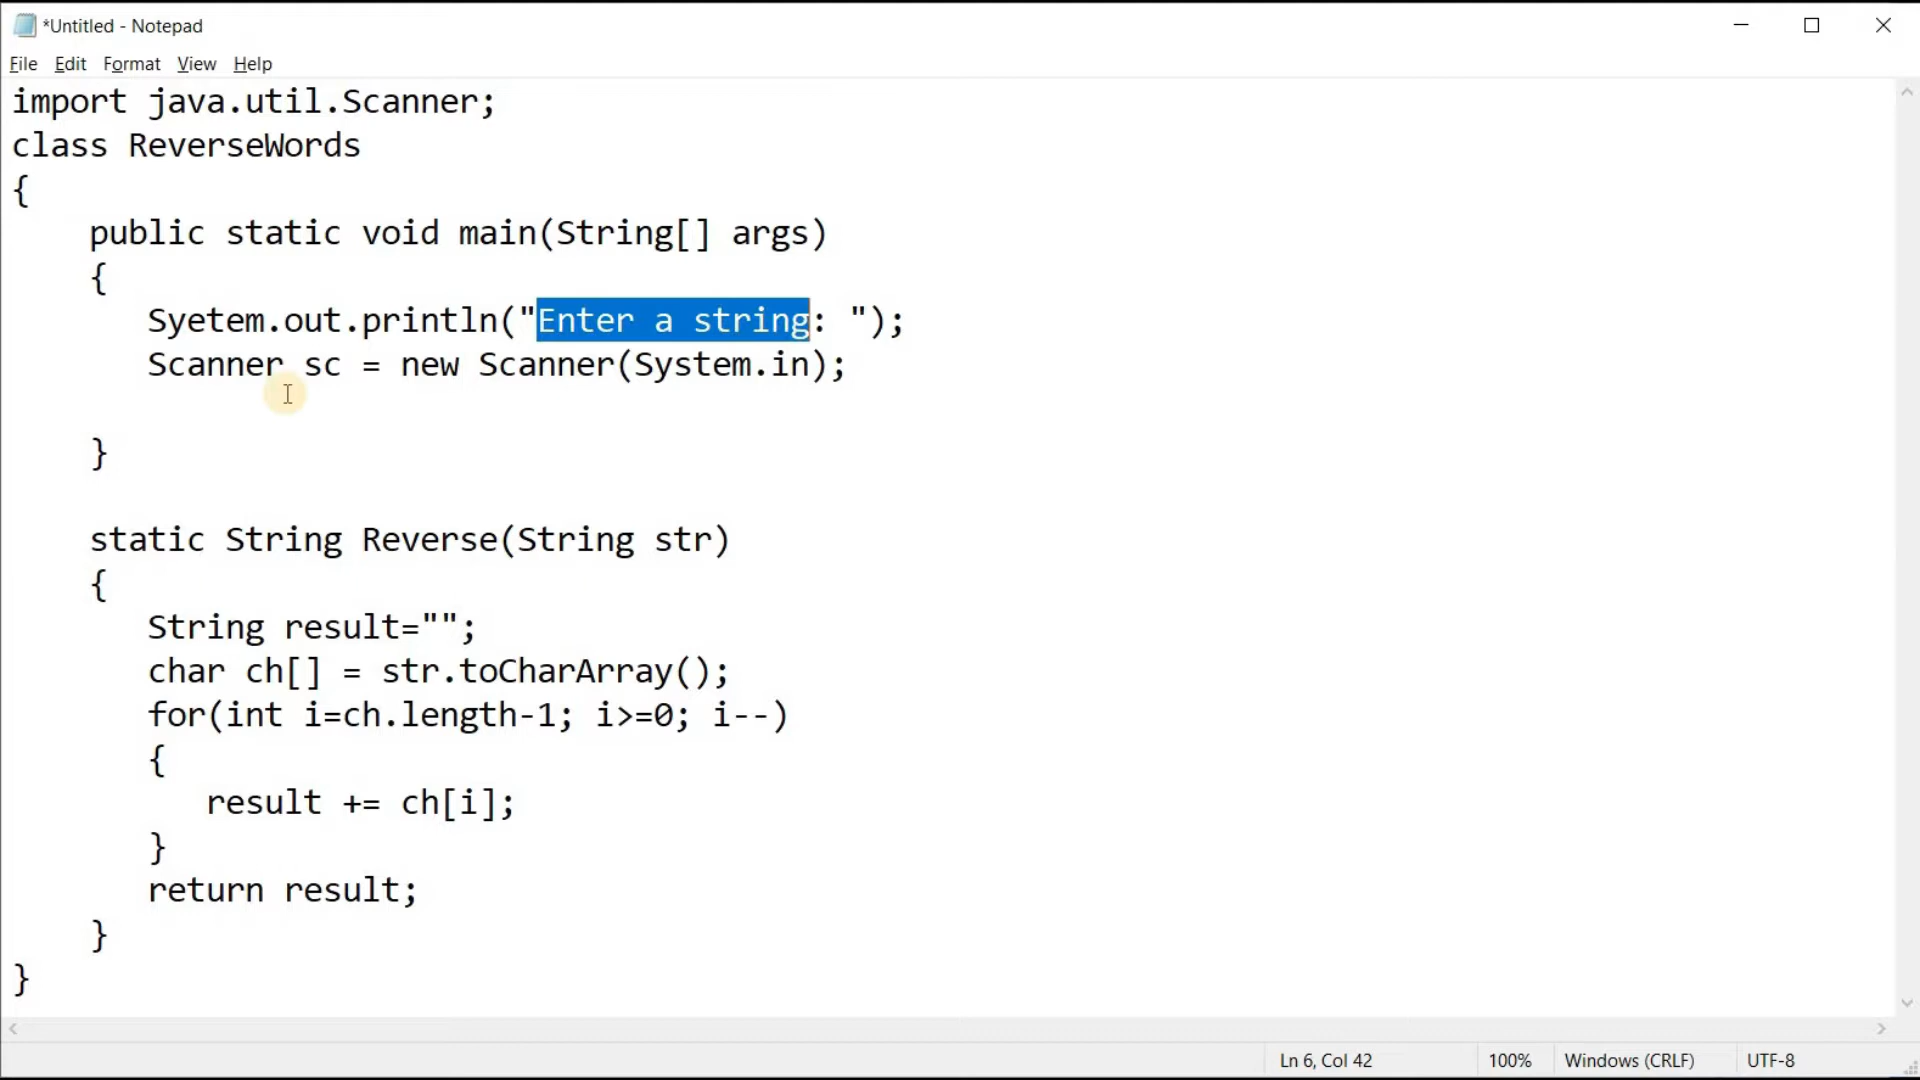 *Untitled - Notepad
File Edit Format View Help
import java.util.Scanner;
class ReverseWords
{
    public static void main(String[] args)
    {
       Syetem.out.println("Enter a string: ");
       Scanner sc = new Scanner(System.in);
    }
    static String Reverse(String str)
    {
       String result="";
       char ch[] = str.toCharArray();
       for(int i=ch.length-1; i>=0; i--)
       {
          result += ch[i];
       }
       return result;
    }
}
Ln 6, Col 42 100% Windows (CRLF) UTF-8